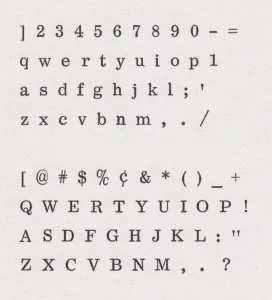 ] 2 3 4 5 6 7 8 9 0 - =
q w e r t y u i o p 1
a s d f g h j k l ; '
z x c v b n m , . /
[ @ # $ % ¢ & * ( ) _ +
Q W E R T Y U I O P !
A S D F G H J K L : "
Z X C V B N M , . ?